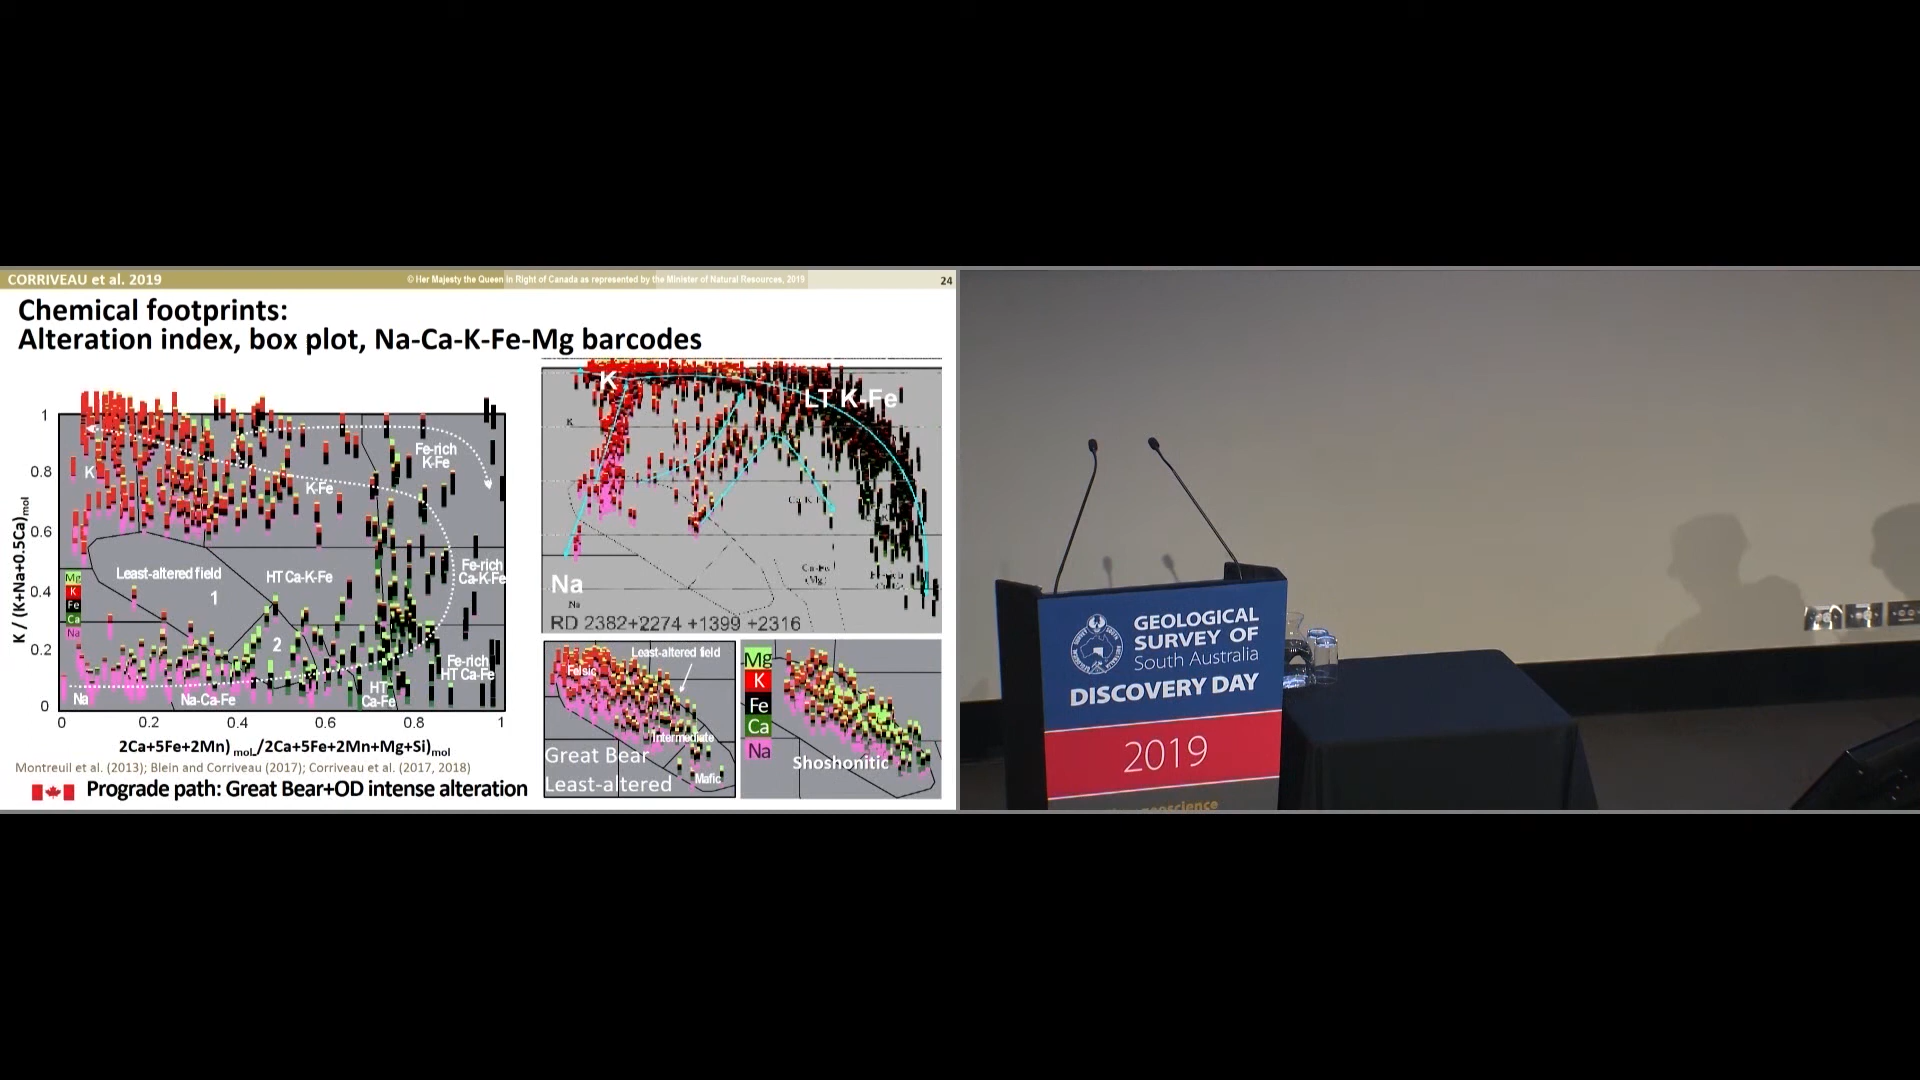 CORRIVEAU et al. 2019
© Her Majesty the Queen in Right of Canada as represented by the Minister of Natural Resources, 2019
24
Chemical footprints:
Alteration index, box plot, Na-Ca-K-Fe-Mg barcodes
K / (K+Na+0.5Ca)mol
1
0.8
0.6
0.4
0.2
0
K
K-Fe
Fe-rich
K-Fe
Least-altered field
1
HT Ca-K-Fe
Fe-rich
Ca-K-Fe
Mg
K
Fe
Ca
Na
2
Fe-rich
HT Ca-Fe
Na
Na-Ca-Fe
HT
Ca-Fe
0
0.2
0.4
0.6
0.8
1
2Ca+5Fe+2Mn) mol/2Ca+5Fe+2Mn+Mg+Si)mol
Montreuil et al. (2013); Blein and Corriveau (2017); Corriveau et al. (2017, 2018)
Prograde path: Great Bear+OD intense alteration
K
LT K-Fe
K
Na
Na
RD 2382+2274 +1399 +2316
Least-altered field
Felsic
Intermediate
Mafic
Great Bear
Least-altered
Mg
K
Fe
Ca
Na
Shoshonitic
GEOLOGICAL
SURVEY OF
South Australia
DISCOVERY DAY
2019